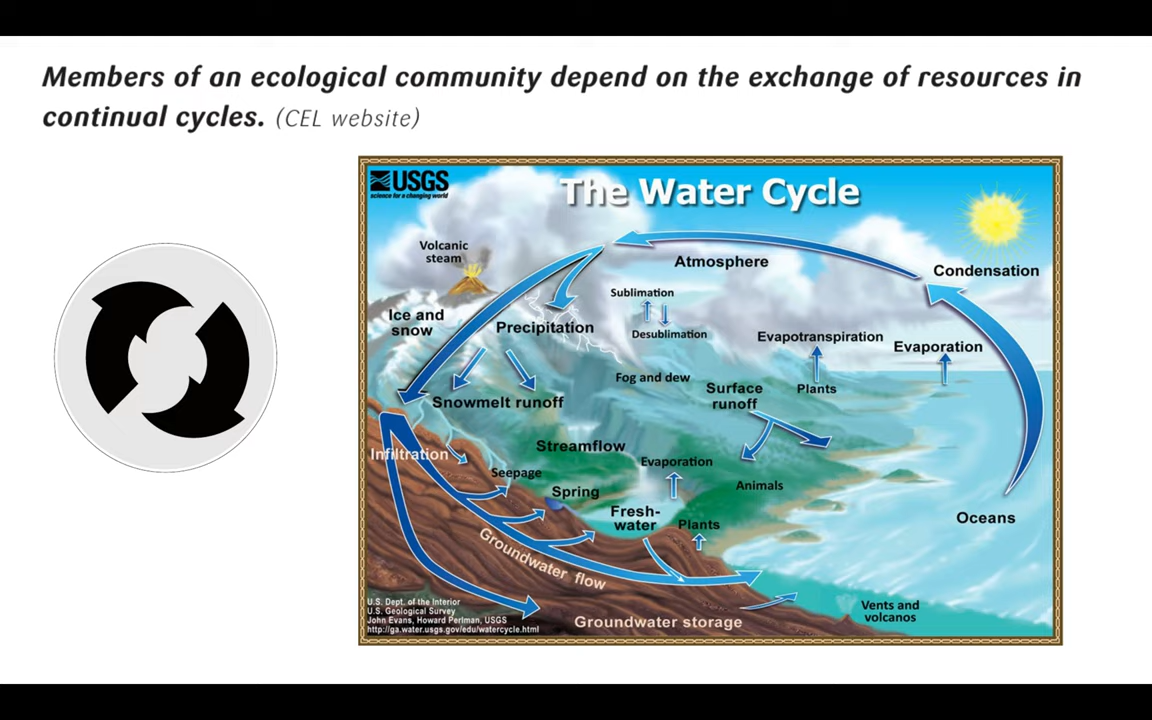 Members of an ecological community depend on the exchange of resources in
continual cycles. (CEL website)
USGS
science for a changing world
The Water Cycle
Volcanic
steam
Atmosphere
Condensation
Sublimation
Ice and
snow
Precipitation
Desublimation
Evapotranspiration
Evaporation
Fog and dew
Plants
Surface
runoff
Snowmelt runoff
Streamflow
Infiltration
Evaporation
Seepage
Animals
Spring
Fresh-
water
Plants
Oceans
Groundwater flow
U.S. Dept. of the Interior
U.S. Geological Survey
John Evans, Howard Perlman, USGS
http://ga.water.usgs.gov/edu/watercycle.html
Groundwater storage
Vents and
volcanos